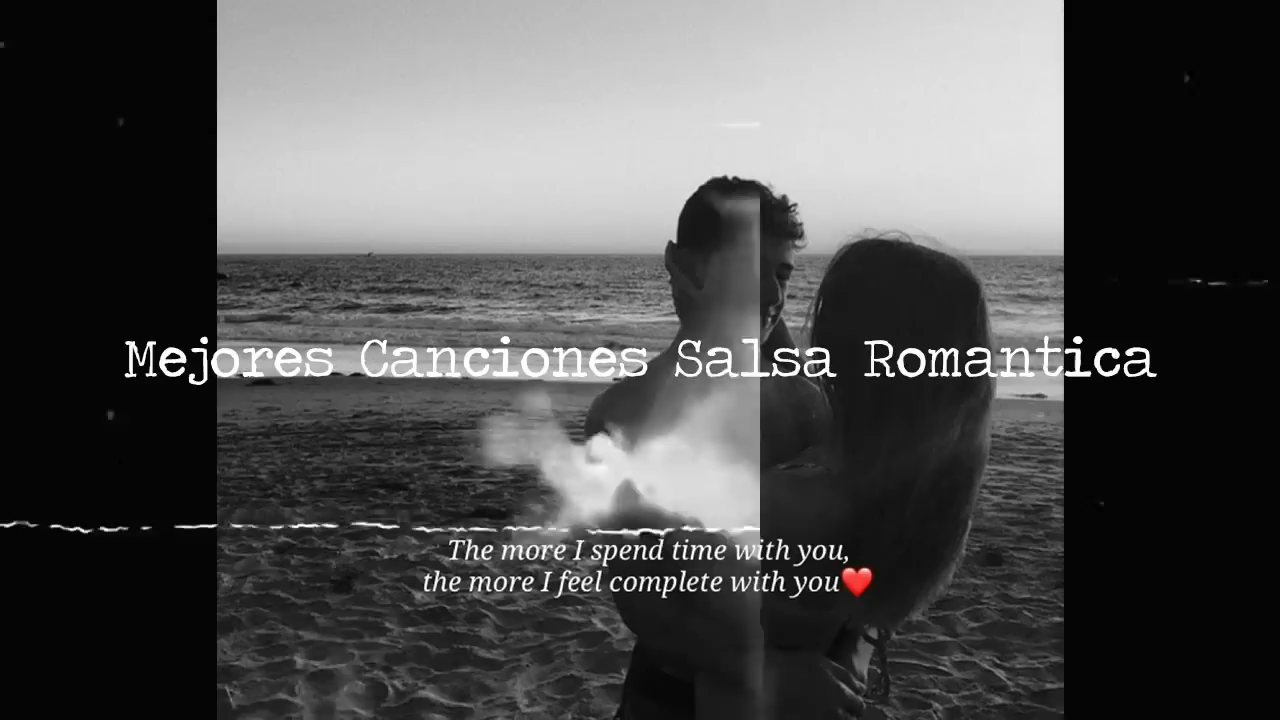 Mejores Canciones Salsa Romantica
The more I spend time with you,
the more I feel complete with you❤️